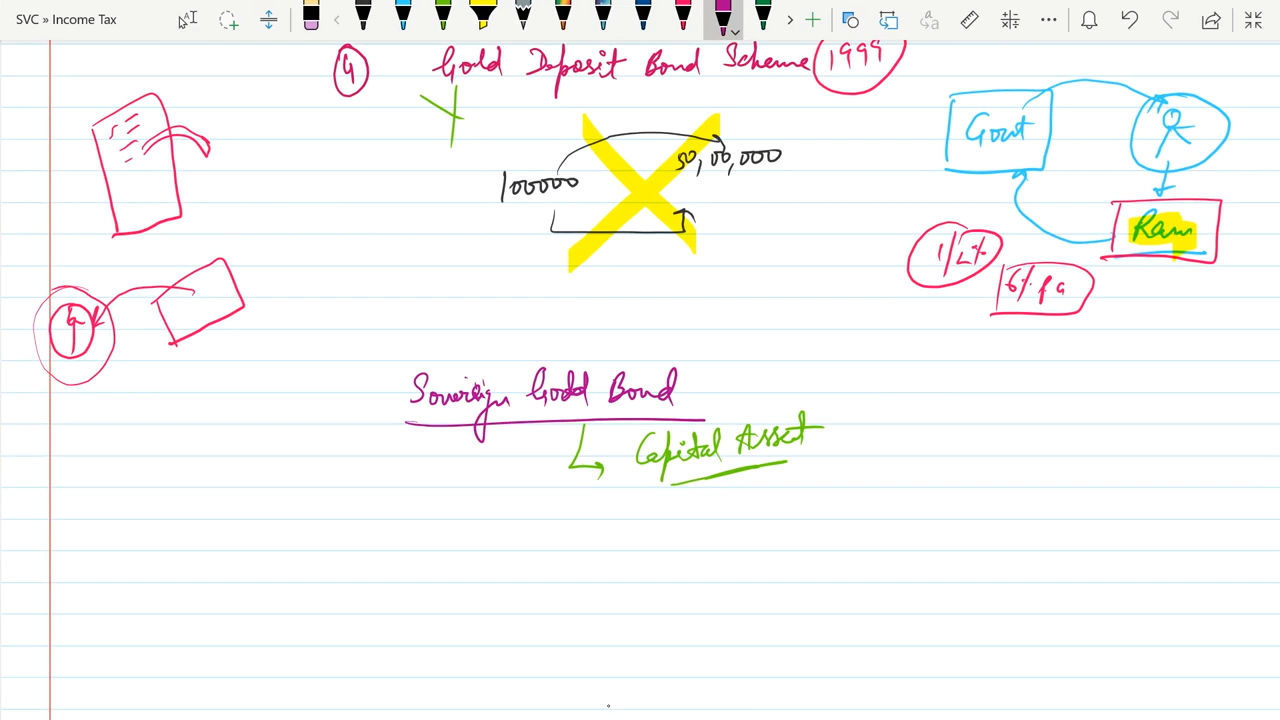 SVC » Income Tax
4 Gold Deposit Bond Scheme 1999
Govt
100000 50,00,000
Ram
1/2%
6% pa
Sovereign Gold Bond
Capital Asset